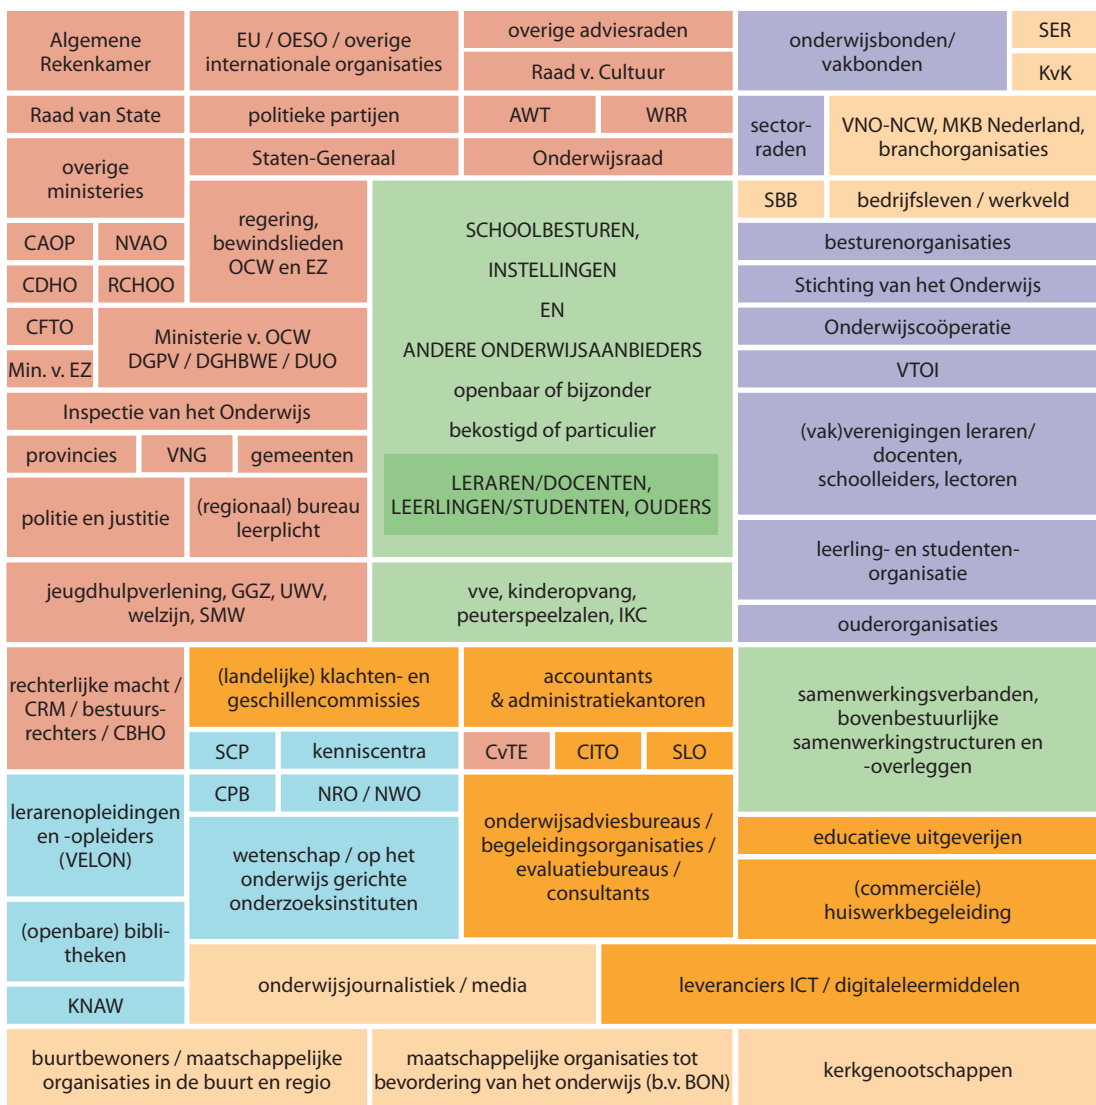 Algemene
Rekenkamer
EU / OESO / overige
internationale organisaties
overige adviesraden
Raad v. Cultuur
onderwijsbonden/
vakbonden
SER
KvK
Raad van State
politieke partijen
AWT
WRR
sector-
raden
VNO-NCW, MKB Nederland,
branchorganisaties
overige
ministeries
Staten-Generaal
Onderwijsraad
regering,
bewindslieden
OCW en EZ
SCHOOLBESTUREN,
INSTELLINGEN
EN
ANDERE ONDERWIJSAANBIEDERS
openbaar of bijzonder
bekostigd of particulier
LERAREN/DOCENTEN,
LEERLINGEN/STUDENTEN, OUDERS
SBB
bedrijfsleven / werkveld
CAOP
NVAO
besturenorganisaties
CDHO
RCHOO
Stichting van het Onderwijs
CFTO
Ministerie v. OCW
DGPV / DGHBWE / DUO
Onderwijscoöperatie
Min. v. EZ
VTOI
Inspectie van het Onderwijs
(vak)verenigingen leraren/
docenten,
schoolleiders, lectoren
provincies
VNG
gemeenten
politie en justitie
(regionaal) bureau
leerplicht
leerling- en studenten-
organisatie
jeugdhulpverlening, GGZ, UWV,
welzijn, SMW
vve, kinderopvang,
peuterspeelzalen, IKC
ouderorganisaties
rechterlijke macht /
CRM / bestuurs-
rechters / CBHO
(landelijke) klachten- en
geschillencommissies
accountants
& administratiekantoren
samenwerkingsverbanden,
bovenbestuurlijke
samenwerkingstructuren en
-overleggen
SCP
kenniscentra
CvTE
CITO
SLO
lerarenopleidingen
en -opleiders
(VELON)
CPB
NRO / NWO
onderwijsadviesbureaus /
begeleidingsorganisaties /
evaluatiebureaus /
consultants
wetenschap / op het
onderwijs gerichte
onderzoeksinstituten
educatieve uitgeverijen
(commerciële)
huiswerkbegeleiding
(openbare) bibli-
theken
onderwijsjournalistiek / media
leveranciers ICT / digitaleleermiddelen
KNAW
buurtbewoners / maatschappelijke
organisaties in de buurt en regio
maatschappelijke organisaties tot
bevordering van het onderwijs (b.v. BON)
kerkgenootschappen